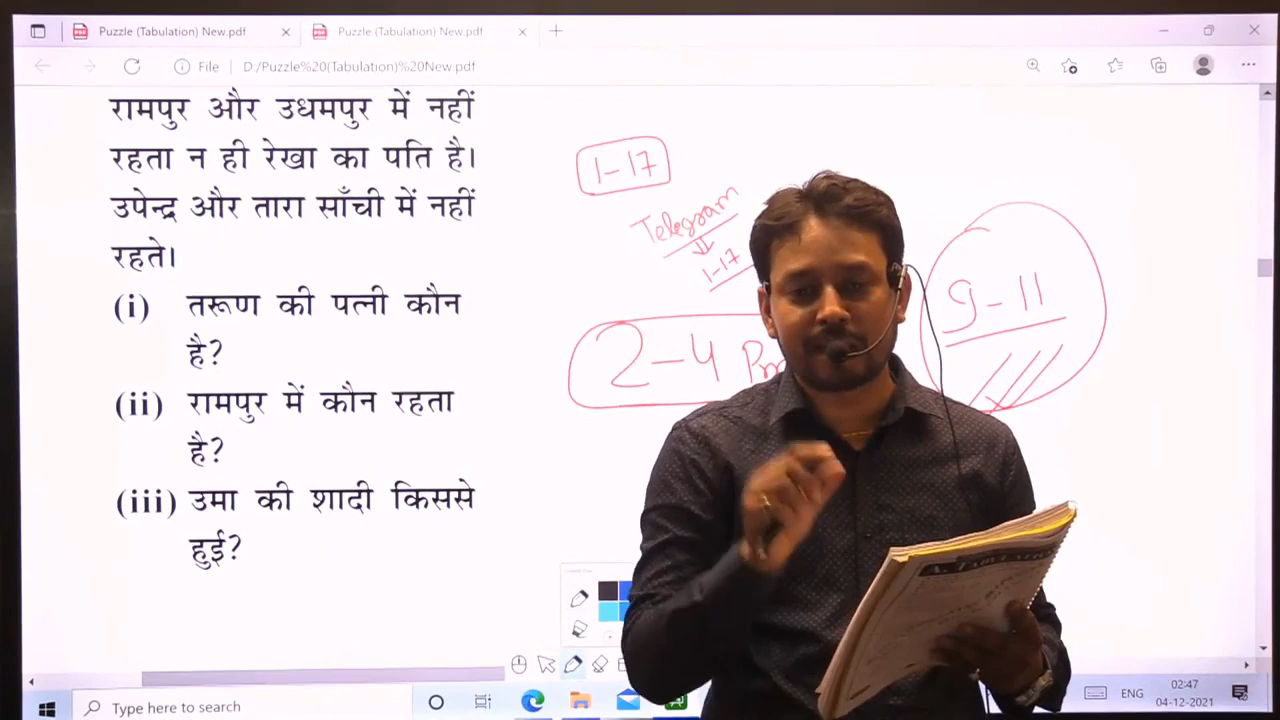 Puzzle (Tabulation) New.pdf
Puzzle (Tabulation) New.pdf
File
D:/Puzzle%20(Tabulation)%20New.pdf
रामपुर और उधमपुर में नहीं
रहता न ही रेखा का पति है।
उपेन्द्र और तारा साँची में नहीं
रहते।
(i) तरूण की पत्नी कौन
है?
(ii) रामपुर में कौन रहता
है?
(iii) उमा की शादी किससे
हुई?
1-17
Telegram
1-17
2-4 Pm
9-11
Type here to search
ENG
02:47
04-12-2021